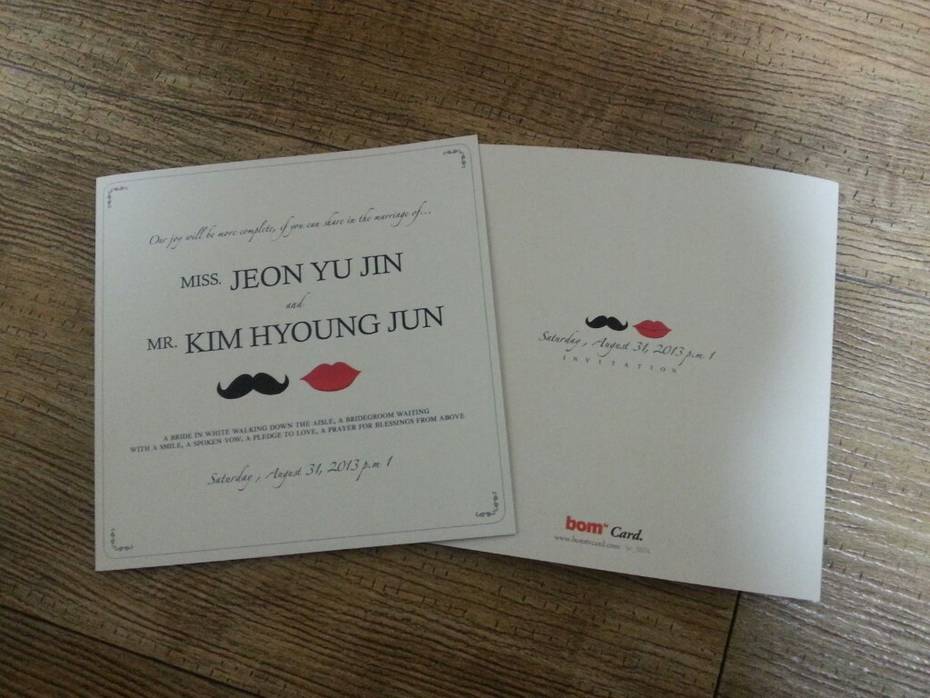 Our joy will be more complete, if you can share in the marriage of...
MISS. JEON YU JIN
and
MR. KIM HYOUNG JUN
A BRIDE IN WHITE WALKING DOWN THE AISLE, A BRIDEGROOM WAITING
WITH A SMILE, A SPOKEN VOW, A PLEDGE TO LOVE, A PRAYER FOR BLESSINGS FROM ABOVE
Saturday , August 31, 2013 p.m 1
Saturday , August 31, 2013 p.m 1
INVITATION
bom™ Card.